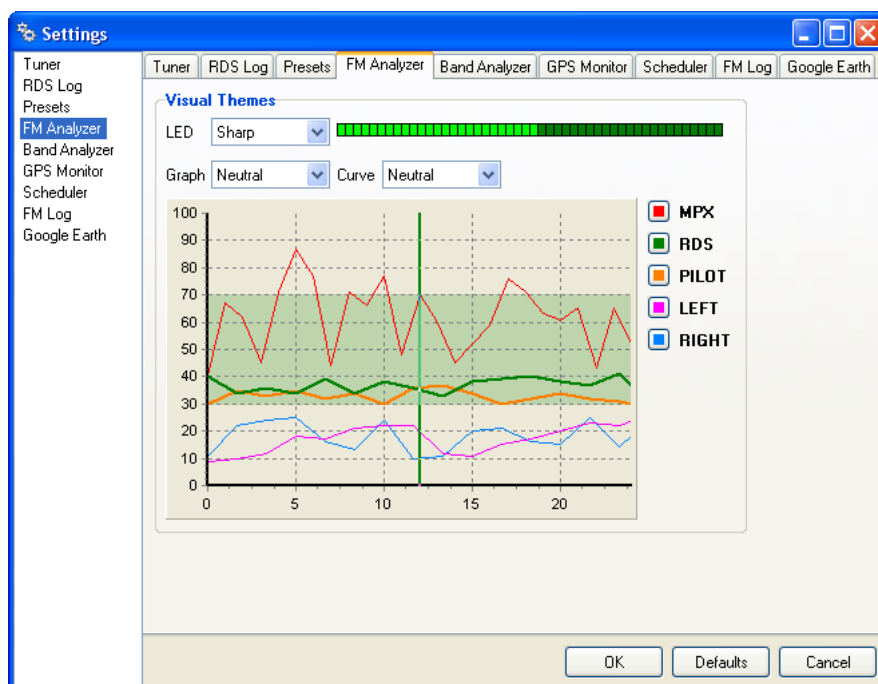 Settings
Tuner
RDS Log
Presets
FM Analyzer
Band Analyzer
GPS Monitor
Scheduler
FM Log
Google Earth
Tuner RDS Log Presets FM Analyzer Band Analyzer GPS Monitor Scheduler FM Log Google Earth
Visual Themes
LED Sharp
Graph Neutral Curve Neutral
100
90
80
70
60
50
40
30
20
10
0
0 5 10 15 20
MPX
RDS
PILOT
LEFT
RIGHT
OK Defaults Cancel